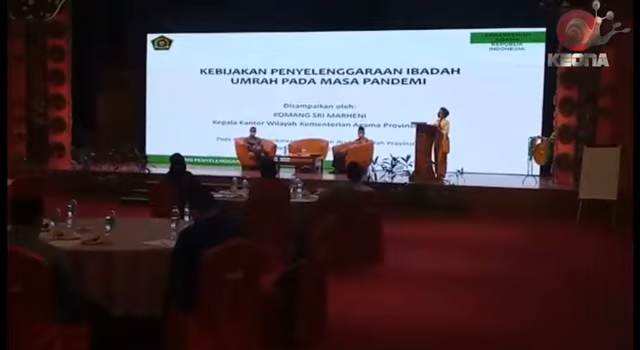 KEMENTERIAN
AGAMA
REPUBLIK
INDONESIA
KEONA
KEBIJAKAN PENYELENGGARAAN IBADAH
UMRAH PADA MASA PANDEMI
Disampaikan oleh:
KOMANG SRI MARHENI
Kepala Kantor Wilayah Kementerian Agama Provinsi
Pada